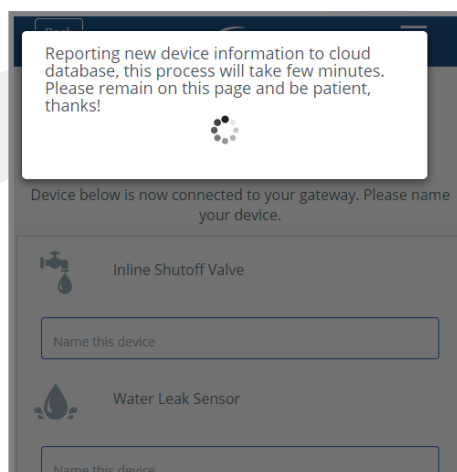 Back
Reporting new device information to cloud
database, this process will take few minutes.
Please remain on this page and be patient,
thanks!
Device below is now connected to your gateway. Please name
your device.
Inline Shutoff Valve
Name this device
Water Leak Sensor
Name this device